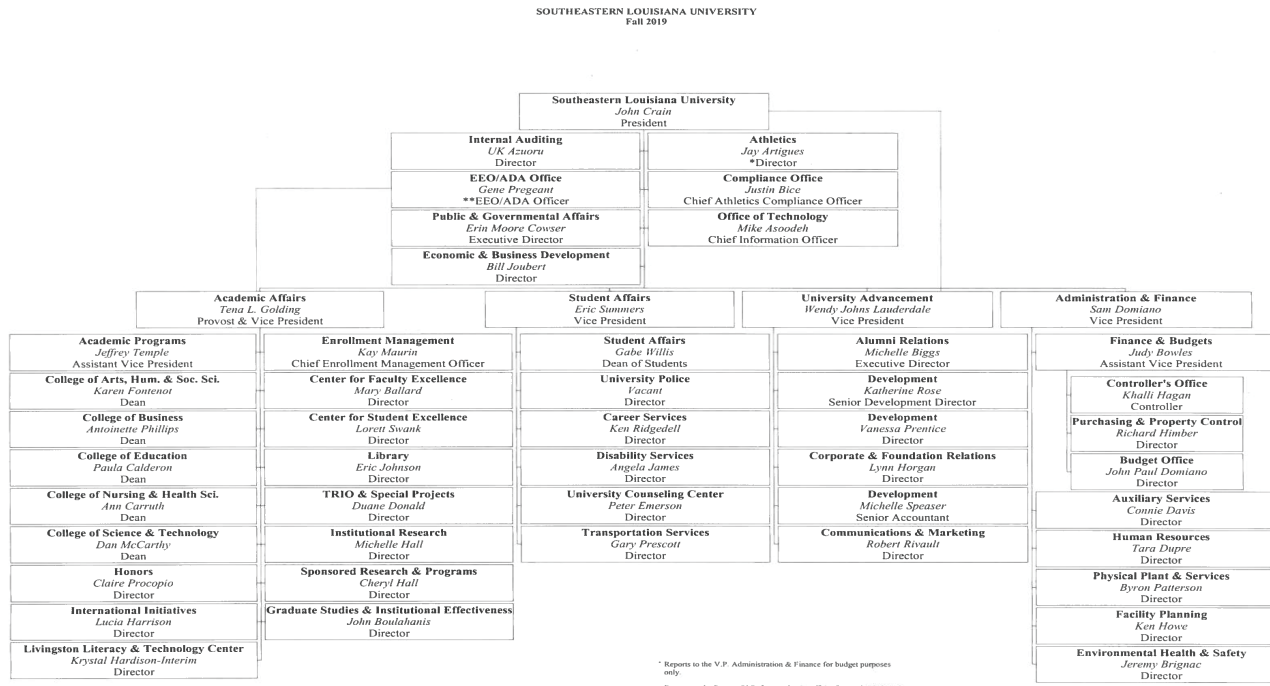 SOUTHEASTERN LOUISIANA UNIVERSITY
Fall 2019
Southeastern Louisiana University
John Crain
President
Internal Auditing
UK Azuoru
Director
Athletics
Jay Artigues
*Director
EEO/ADA Office
Gene Pregeant
**EEO/ADA Officer
Compliance Office
Justin Bice
Chief Athletics Compliance Officer
Public & Governmental Affairs
Erin Moore Cowser
Executive Director
Office of Technology
Mike Asoodeh
Chief Information Officer
Economic & Business Development
Bill Joubert
Director
Academic Affairs
Tena L. Golding
Provost & Vice President
Student Affairs
Eric Summers
Vice President
University Advancement
Wendy Johns Lauderdale
Vice President
Administration & Finance
Sam Domiano
Vice President
Academic Programs
Jeffrey Temple
Assistant Vice President
College of Arts, Hum. & Soc. Sci.
Karen Fontenot
Dean
College of Business
Antoinette Phillips
Dean
College of Education
Paula Calderon
Dean
College of Nursing & Health Sci.
Ann Carruth
Dean
College of Science & Technology
Dan McCarthy
Dean
Honors
Claire Procopio
Director
International Initiatives
Lucia Harrison
Director
Livingston Literacy & Technology Center
Krystal Hardison-Interim
Director
Enrollment Management
Kay Maurin
Chief Enrollment Management Officer
Center for Faculty Excellence
Mary Ballard
Director
Center for Student Excellence
Lorett Swank
Director
Library
Eric Johnson
Director
TRIO & Special Projects
Duane Donald
Director
Institutional Research
Michelle Hall
Director
Sponsored Research & Programs
Cheryl Hall
Director
Graduate Studies & Institutional Effectiveness
John Boulahanis
Director
Student Affairs
Gabe Willis
Dean of Students
University Police
Vacant
Director
Career Services
Ken Ridgedell
Director
Disability Services
Angela James
Director
University Counseling Center
Peter Emerson
Director
Transportation Services
Gary Prescott
Director
Alumni Relations
Michelle Biggs
Executive Director
Development
Katherine Rose
Senior Development Director
Development
Vanessa Prentice
Director
Corporate & Foundation Relations
Lynn Horgan
Director
Development
Michelle Speaser
Senior Accountant
Communications & Marketing
Robert Rivault
Director
Finance & Budgets
Judy Bowles
Assistant Vice President
Controller's Office
Khalli Hagan
Controller
Purchasing & Property Control
Richard Himber
Director
Budget Office
John Paul Domiano
Director
Auxiliary Services
Connie Davis
Director
Human Resources
Tara Dupre
Director
Physical Plant & Services
Byron Patterson
Director
Facility Planning
Ken Howe
Director
Environmental Health & Safety
Jeremy Brignac
Director
* Reports to the V.P. Administration & Finance for budget purposes
only.